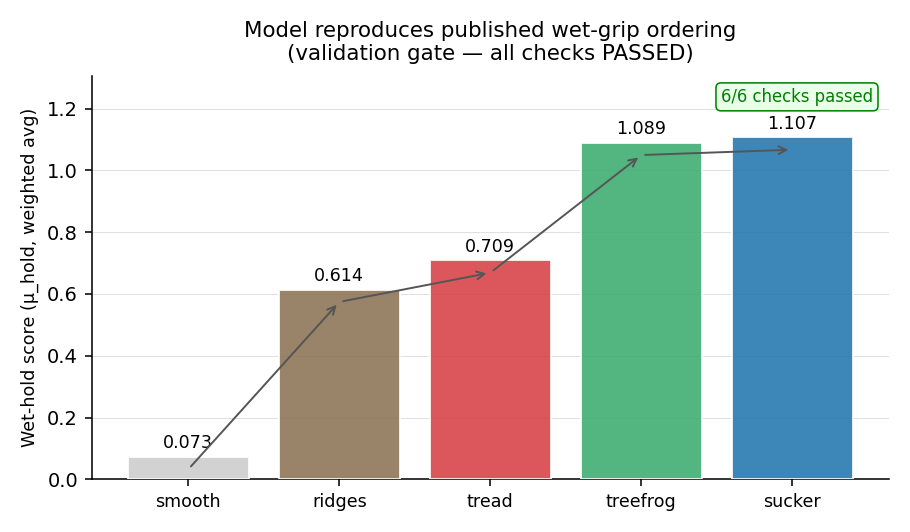 Model reproduces published wet-grip ordering
(validation gate — all checks PASSED)
Wet-hold score (μ_hold, weighted avg)
1.2
1.0
0.8
0.6
0.4
0.2
0.0
6/6 checks passed
0.073
0.614
0.709
1.089
1.107
smooth
ridges
tread
treefrog
sucker